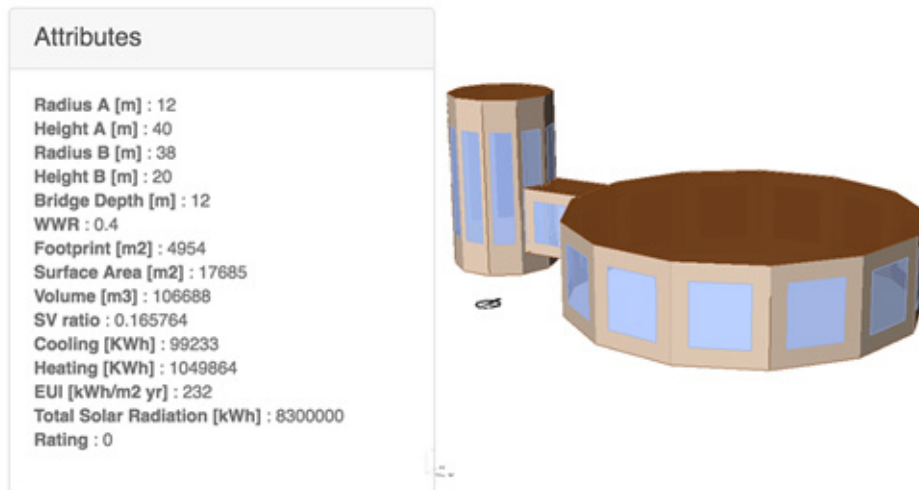 Attributes
Radius A [m] : 12
Height A [m] : 40
Radius B [m] : 38
Height B [m] : 20
Bridge Depth [m] : 12
WWR : 0.4
Footprint [m2] : 4954
Surface Area [m2] : 17685
Volume [m3] : 106688
SV ratio : 0.165764
Cooling [KWh] : 99233
Heating [KWh] : 1049864
EUI [kWh/m2 yr] : 232
Total Solar Radiation [kWh] : 8300000
Rating : 0